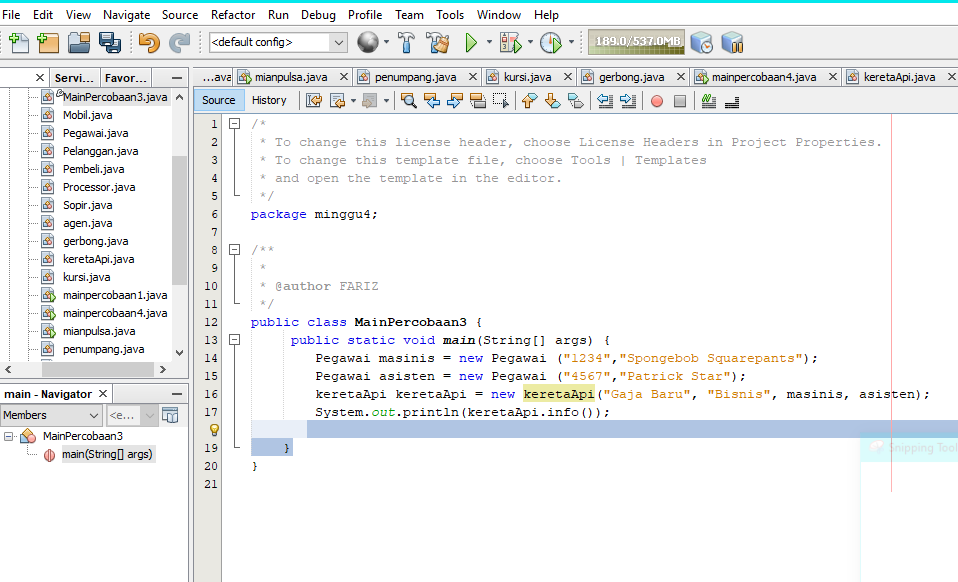 File Edit View Navigate Source Refactor Run Debug Profile Team Tools Window Help
<default config> 189.0/537.0MB
Servi... Favor...
...ava mianpulsa.java penumpang.java kursi.java gerbong.java mainpercobaan4.java keretaApi.java
Source History
MainPercobaan3.java
Mobil.java
Pegawai.java
Pelanggan.java
Pembeli.java
Processor.java
Sopir.java
agen.java
gerbong.java
keretaApi.java
kursi.java
mainpercobaan1.java
mainpercobaan4.java
mianpulsa.java
penumpang.java
main - Navigator
Members <e...
MainPercobaan3
main(String[] args)
1 /*
2 * To change this license header, choose License Headers in Project Properties.
3 * To change this template file, choose Tools | Templates
4 * and open the template in the editor.
5 */
6 package minggu4;
7
8 /**
9 *
10 * @author FARIZ
11 */
12 public class MainPercobaan3 {
13 public static void main(String[] args) {
14 Pegawai masinis = new Pegawai ("1234","Spongebob Squarepants");
15 Pegawai asisten = new Pegawai ("4567","Patrick Star");
16 keretaApi keretaApi = new keretaApi("Gaja Baru", "Bisnis", masinis, asisten);
17 System.out.println(keretaApi.info());
19 }
20 }
21
Snipping Tool